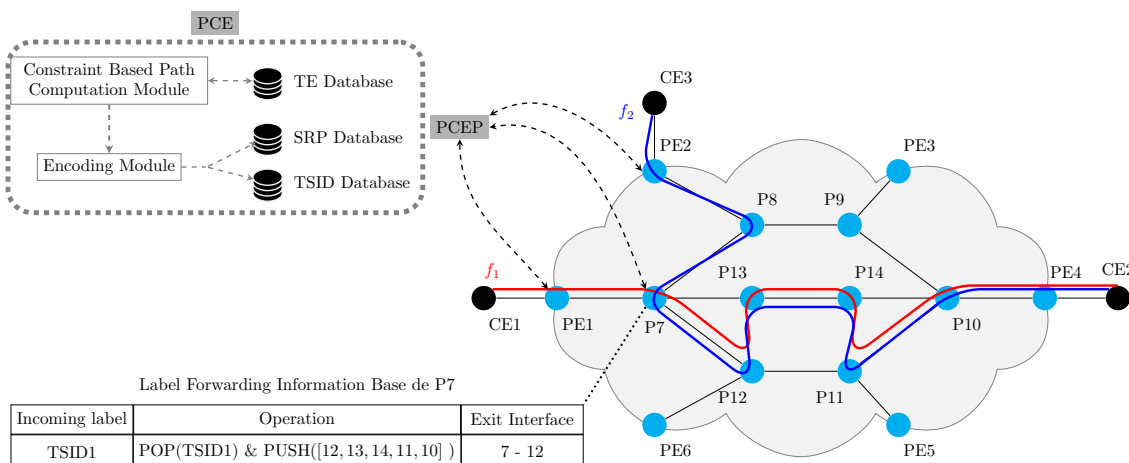 PCE
Constraint Based Path
Computation Module
TE Database
SRP Database
Encoding Module
TSID Database
PCEP
CE3
f2
PE2
PE3
P8
P9
f1
P13
P14
PE4
CE2
CE1
PE1
P7
P10
P12
P11
PE6
PE5
Label Forwarding Information Base de P7
Incoming label Operation Exit Interface
TSID1 POP(TSID1) & PUSH([12,13,14,11,10] ) 7 - 12